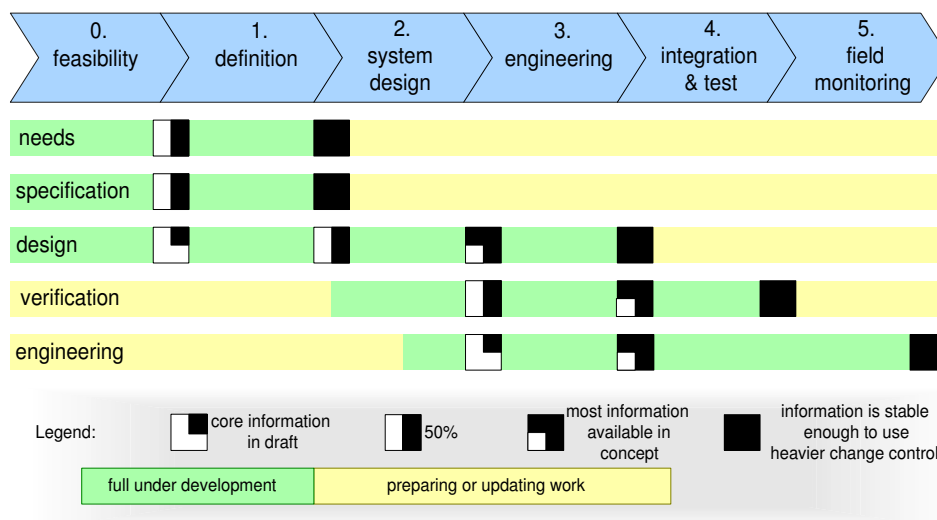 0.
feasibility
1.
definition
2.
system
design
3.
engineering
4.
integration
& test
5.
field
monitoring
needs
specification
design
verification
engineering
Legend:
core information
in draft
50%
most information
available in
concept
information is stable
enough to use
heavier change control
full under development
preparing or updating work